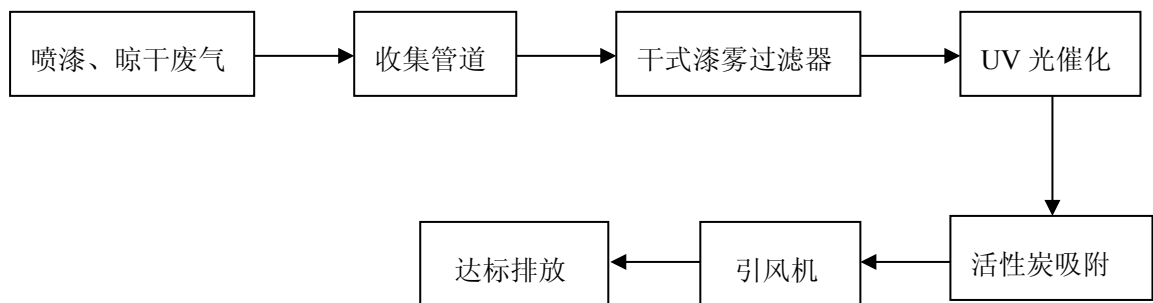 喷漆、晾干废气
收集管道
干式漆雾过滤器
UV 光催化
活性炭吸附
引风机
达标排放